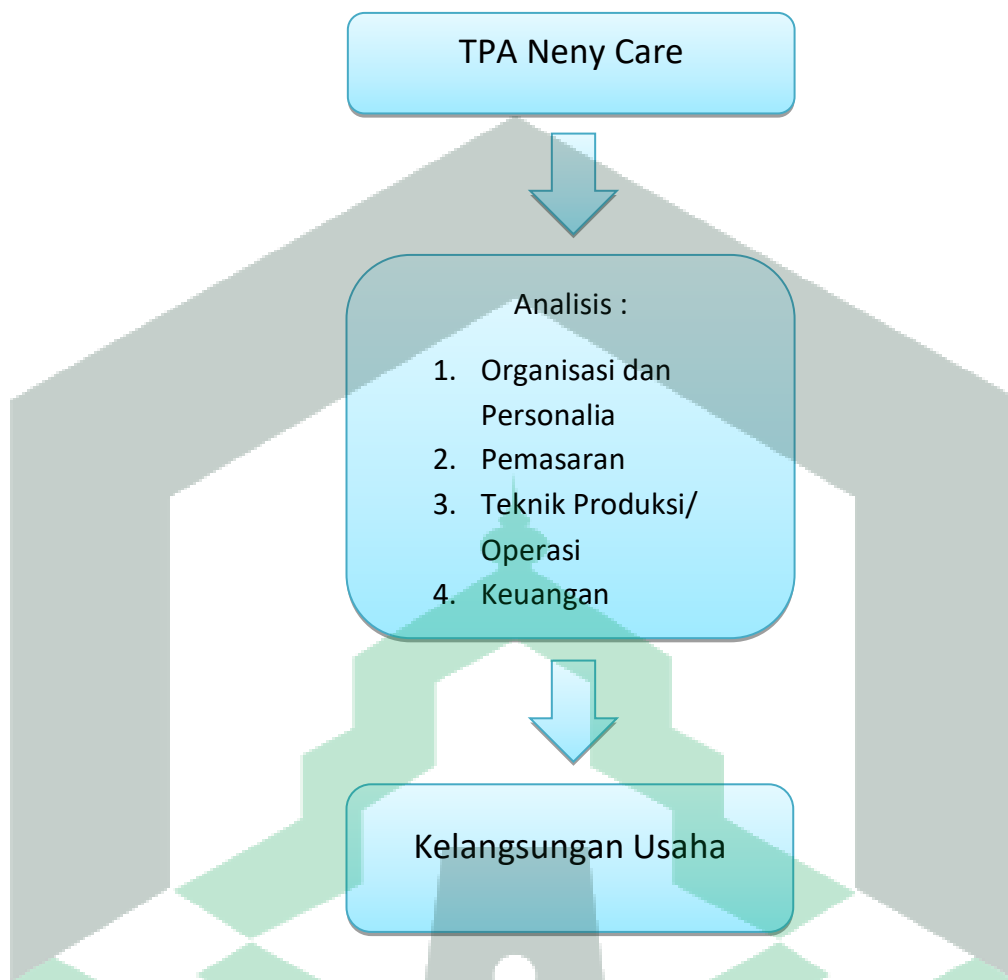 TPA Neny Care
Analisis :
1. Organisasi dan
Personalia
2. Pemasaran
3. Teknik Produksi/
Operasi
4. Keuangan
Kelangsungan Usaha